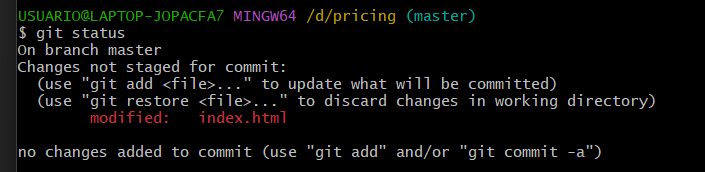 USUARIO@LAPTOP-JOPACFA7 MINGW64 /d/pricing (master)
$ git status
On branch master
Changes not staged for commit:
  (use "git add <file>..." to update what will be committed)
  (use "git restore <file>..." to discard changes in working directory)
        modified:   index.html

no changes added to commit (use "git add" and/or "git commit -a")